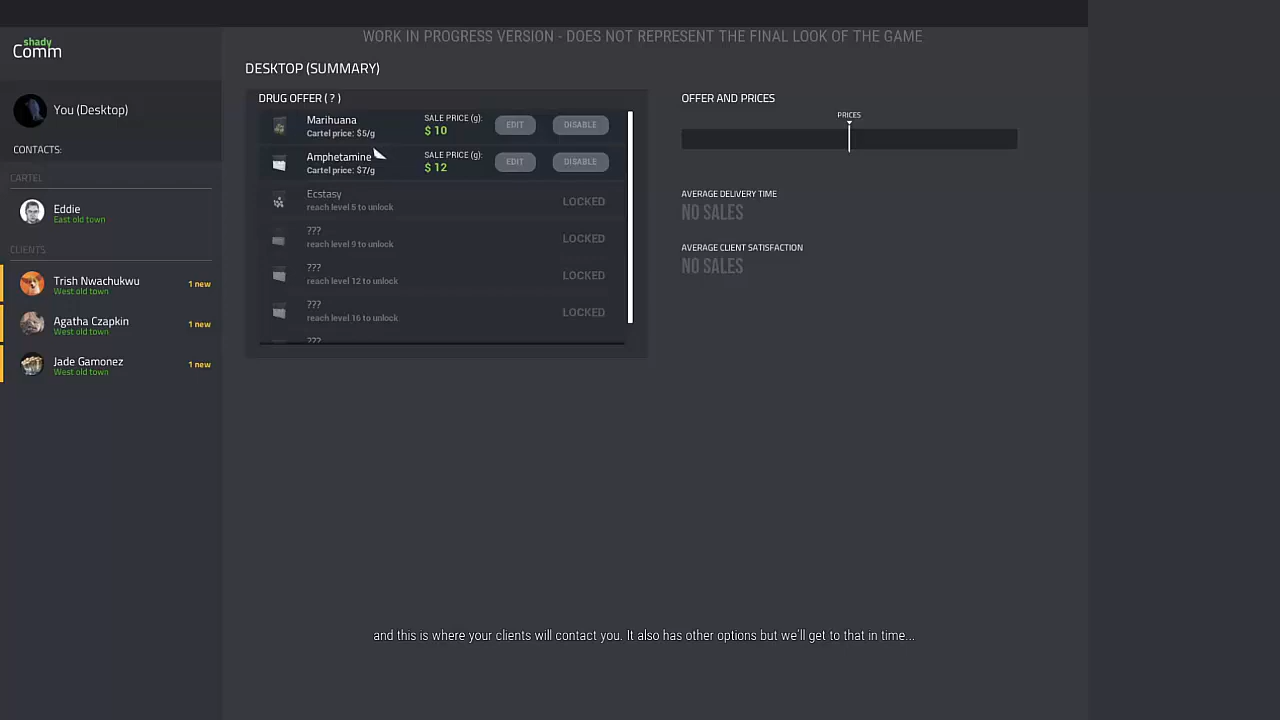 WORK IN PROGRESS VERSION - DOES NOT REPRESENT THE FINAL LOOK OF THE GAME
shady
Comm
You (Desktop)
CONTACTS:
CARTEL
Eddie
East old town
CLIENTS
Trish Nwachukwu
West old town
1 new
Agatha Czapkin
West old town
1 new
Jade Gamonez
West old town
1 new
DESKTOP (SUMMARY)
DRUG OFFER ( ? )
Marihuana
Cartel price: $5/g
SALE PRICE (g):
$ 10
EDIT
DISABLE
Amphetamine
Cartel price: $7/g
SALE PRICE (g):
$ 12
EDIT
DISABLE
Ecstasy
reach level 5 to unlock
LOCKED
???
reach level 9 to unlock
LOCKED
???
reach level 12 to unlock
LOCKED
???
reach level 16 to unlock
LOCKED
???
OFFER AND PRICES
PRICES
AVERAGE DELIVERY TIME
NO SALES
AVERAGE CLIENT SATISFACTION
NO SALES
and this is where your clients will contact you. It also has other options but we'll get to that in time...